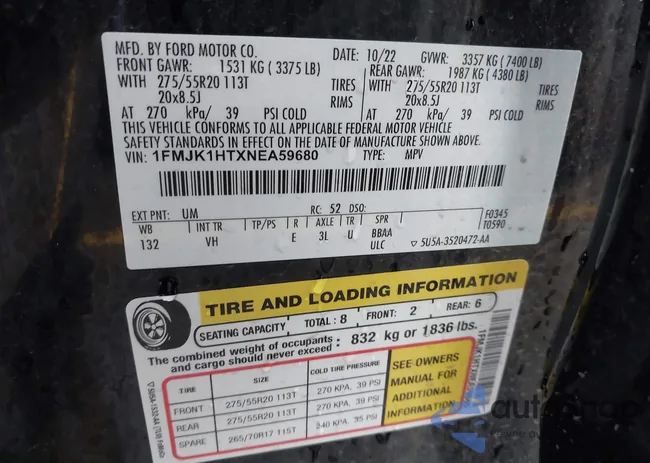 MFD. BY FORD MOTOR CO. DATE: 10/22 GVWR: 3357 KG ( 7400 LB)
FRONT GAWR: 1531 KG ( 3375 LB) REAR GAWR: 1987 KG ( 4380 LB)
WITH 275/55R20 113T TIRES WITH 275/55R20 113T TIRES
20x8.5J RIMS 20x8.5J RIMS
AT 270 kPa/ 39 PSI COLD AT 270 kPa/ 39 PSI COLD
THIS VEHICLE CONFORMS TO ALL APPLICABLE FEDERAL MOTOR VEHICLE
SAFETY STANDARDS IN EFFECT ON THE DATE OF MANUFACTURE SHOWN ABOVE.
VIN: 1FMJK1HTXNEA59680 TYPE: MPV
EXT PNT: UM RC: 52 DSO: F0345
WB INT TR TP/PS R AXLE TR SPR T0590
132 VH E 3L U BBAA
ULC ▽ 5U5A-3520472-AA
TIRE AND LOADING INFORMATION
SEATING CAPACITY TOTAL: 8 FRONT: 2 REAR: 6
The combined weight of occupants
and cargo should never exceed : 832 kg or 1836 lbs.
TIRE SIZE COLD TIRE PRESSURE
FRONT 275/55R20 113T 270 KPA, 39 PSI
REAR 275/55R20 113T 270 KPA, 39 PSI
SPARE 265/70R17 115T 240 KPA, 35 PSI
SEE OWNERS
MANUAL FOR
ADDITIONAL
INFORMATION